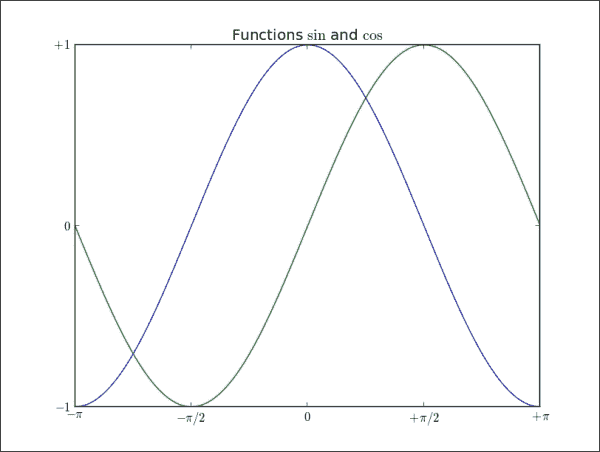 Functions sin and cos
+1
0
−1
−π
−π/2
0
+π/2
+π